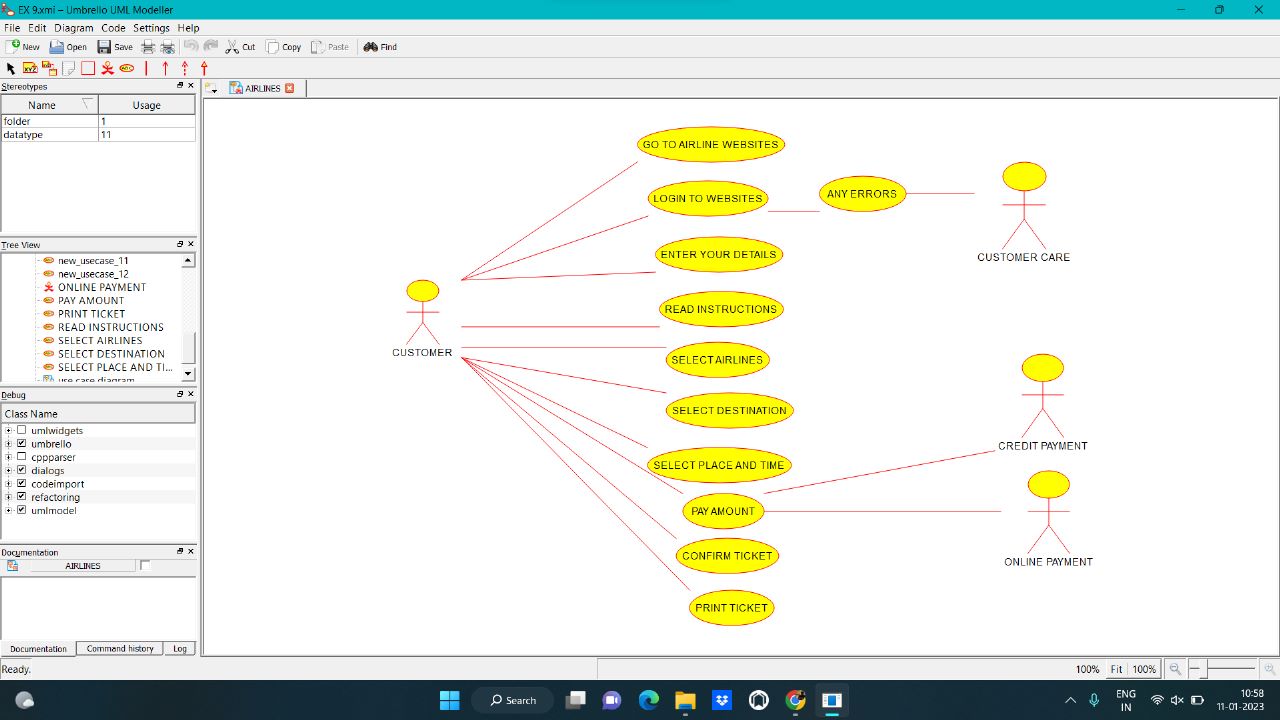 EX 9.xmi – Umbrello UML Modeller
File Edit Diagram Code Settings Help
New Open Save Cut Copy Paste Find
Stereotypes
Name Usage
folder 1
datatype 11
Tree View
new_usecase_11
new_usecase_12
ONLINE PAYMENT
PAY AMOUNT
PRINT TICKET
READ INSTRUCTIONS
SELECT AIRLINES
SELECT DESTINATION
SELECT PLACE AND TI...
use case diagram
Debug
Class Name
umlwidgets
umbrello
cppparser
dialogs
codeimport
refactoring
umlmodel
Documentation
AIRLINES
Documentation Command history Log
AIRLINES
GO TO AIRLINE WEBSITES
LOGIN TO WEBSITES
ANY ERRORS
CUSTOMER CARE
ENTER YOUR DETAILS
READ INSTRUCTIONS
CUSTOMER
SELECT AIRLINES
SELECT DESTINATION
CREDIT PAYMENT
SELECT PLACE AND TIME
PAY AMOUNT
CONFIRM TICKET
ONLINE PAYMENT
PRINT TICKET
Ready.
100% Fit 100%
Search
ENG
IN
10:58
11-01-2023